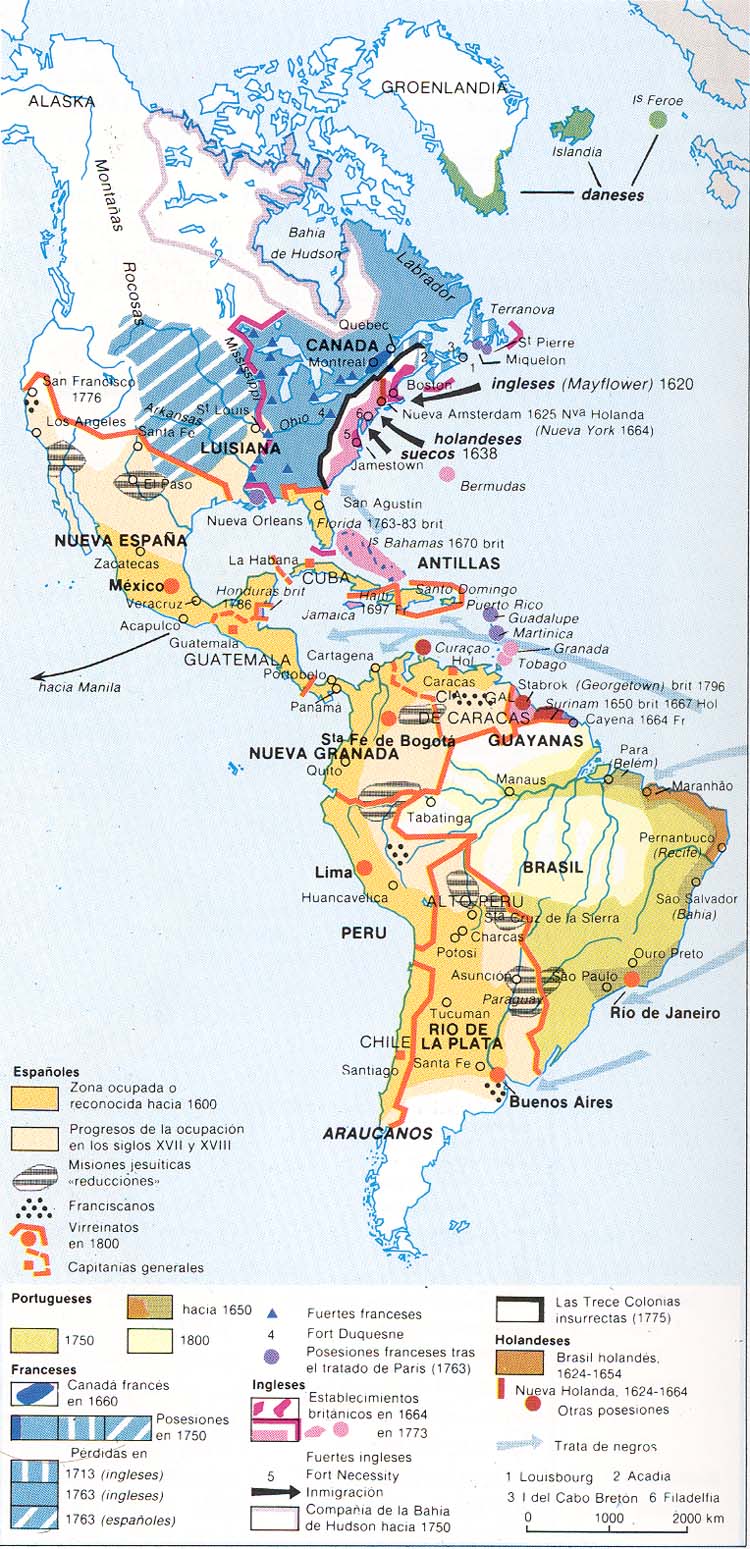 ALASKA
GROENLANDIA
Is Feroe
Islandia
daneses
Montañas
Rocosas
Bahía
de Hudson
Labrador
Terranova
Quebec
CANADA
Montreal
3
2
1
St Pierre
Miquelon
Mississippi
San Francisco
1776
Boston
ingleses (Mayflower) 1620
Arkansas
St Louis
Ohio
4
6
5
Nueva Amsterdam 1625 Nva Holanda
(Nueva York 1664)
Los Angeles
Santa Fe
LUISIANA
holandeses
suecos 1638
Jamestown
El Paso
Bermudas
San Agustin
Nueva Orleans
Florida 1763-83 brit
NUEVA ESPAÑA
Is Bahamas 1670 brit
Zacatecas
La Habana
ANTILLAS
CUBA
México
Honduras brit
1786
Haití
1697 Fr
Santo Domingo
Puerto Rico
Veracruz
Jamaica
Guadalupe
Acapulco
Martinica
Guatemala
GUATEMALA
Cartagena
Curaçao
Hol
Granada
Tobago
Portobelo
hacia Manila
Panamá
Caracas
CIA GAL
DE CARACAS
Stabrok (Georgetown) brit 1796
Surinam 1650 brit 1667 Hol
Cayena 1664 Fr
Sta Fé de Bogotá
GUAYANAS
NUEVA GRANADA
Quito
Para
(Belém)
Manaus
Maranhão
Tabatinga
Pernanbuco
(Recife)
Lima
BRASIL
Huancavelica
ALTO PERU
São Salvador
(Bahia)
Sta Cruz de la Sierra
PERU
Charcas
Potosi
Ouro Preto
Asunción
São Paulo
Paraguay
Río de Janeiro
Tucuman
RIO DE
LA PLATA
CHILE
Santiago
Santa Fe
Buenos Aires
ARAUCANOS
Españoles
Zona ocupada o
reconocida hacia 1600
Progresos de la ocupación
en los siglos XVII y XVIII
Misiones jesuíticas
«reducciones»
Franciscanos
Virreinatos
en 1800
Capitanías generales
Portugueses
hacia 1650
1750
1800
Franceses
Canadá francés
en 1660
Posesiones
en 1750
Pérdidas en
1713 (ingleses)
1763 (ingleses)
1763 (españoles)
Fuertes franceses
4 Fort Duquesne
Posesiones franceses tras
el tratado de Paris (1763)
Ingleses
Establecimientos
británicos en 1664
en 1773
Fuertes ingleses
5 Fort Necessity
Inmigración
Compañía de la Bahía
de Hudson hacia 1750
Las Trece Colonias
insurrectas (1775)
Holandeses
Brasil holandés,
1624-1654
Nueva Holanda, 1624-1664
Otras posesiones
Trata de negros
1 Louisbourg 2 Acadia
3 I del Cabo Bretón 6 Filadelfia
0 1000 2000 km